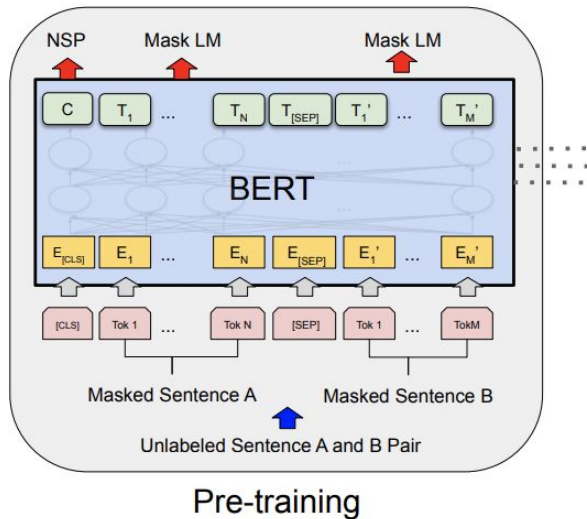 NSP Mask LM Mask LM
C T1 ... TN T[SEP] T1' ... TM'
...
BERT
...
E[CLS] E1 ... EN E[SEP] E1' ... EM'
[CLS] Tok 1 ... Tok N [SEP] Tok 1 ... TokM
Masked Sentence A Masked Sentence B
Unlabeled Sentence A and B Pair
Pre-training